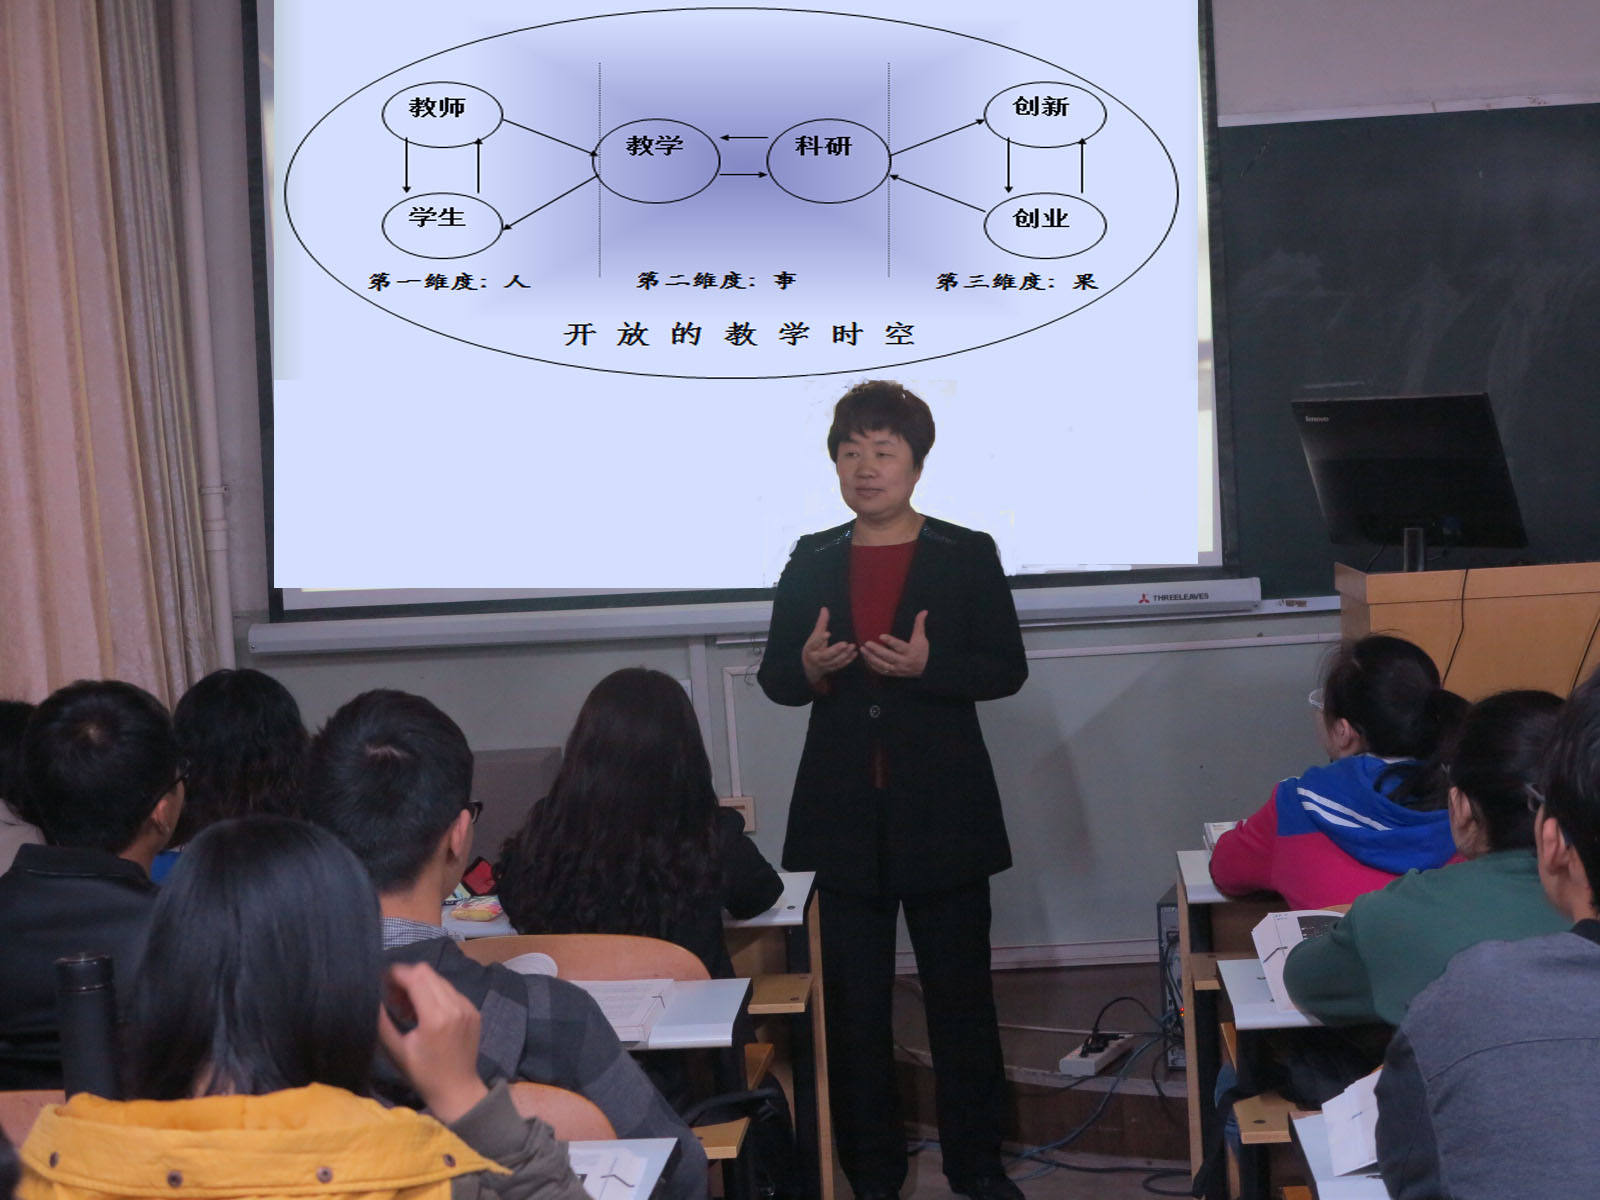 教师
创新
教学
科研
学生
创业
第一维度：人
第二维度：事
第三维度：果
开放的教学时空
lenovo
THREELEAVES